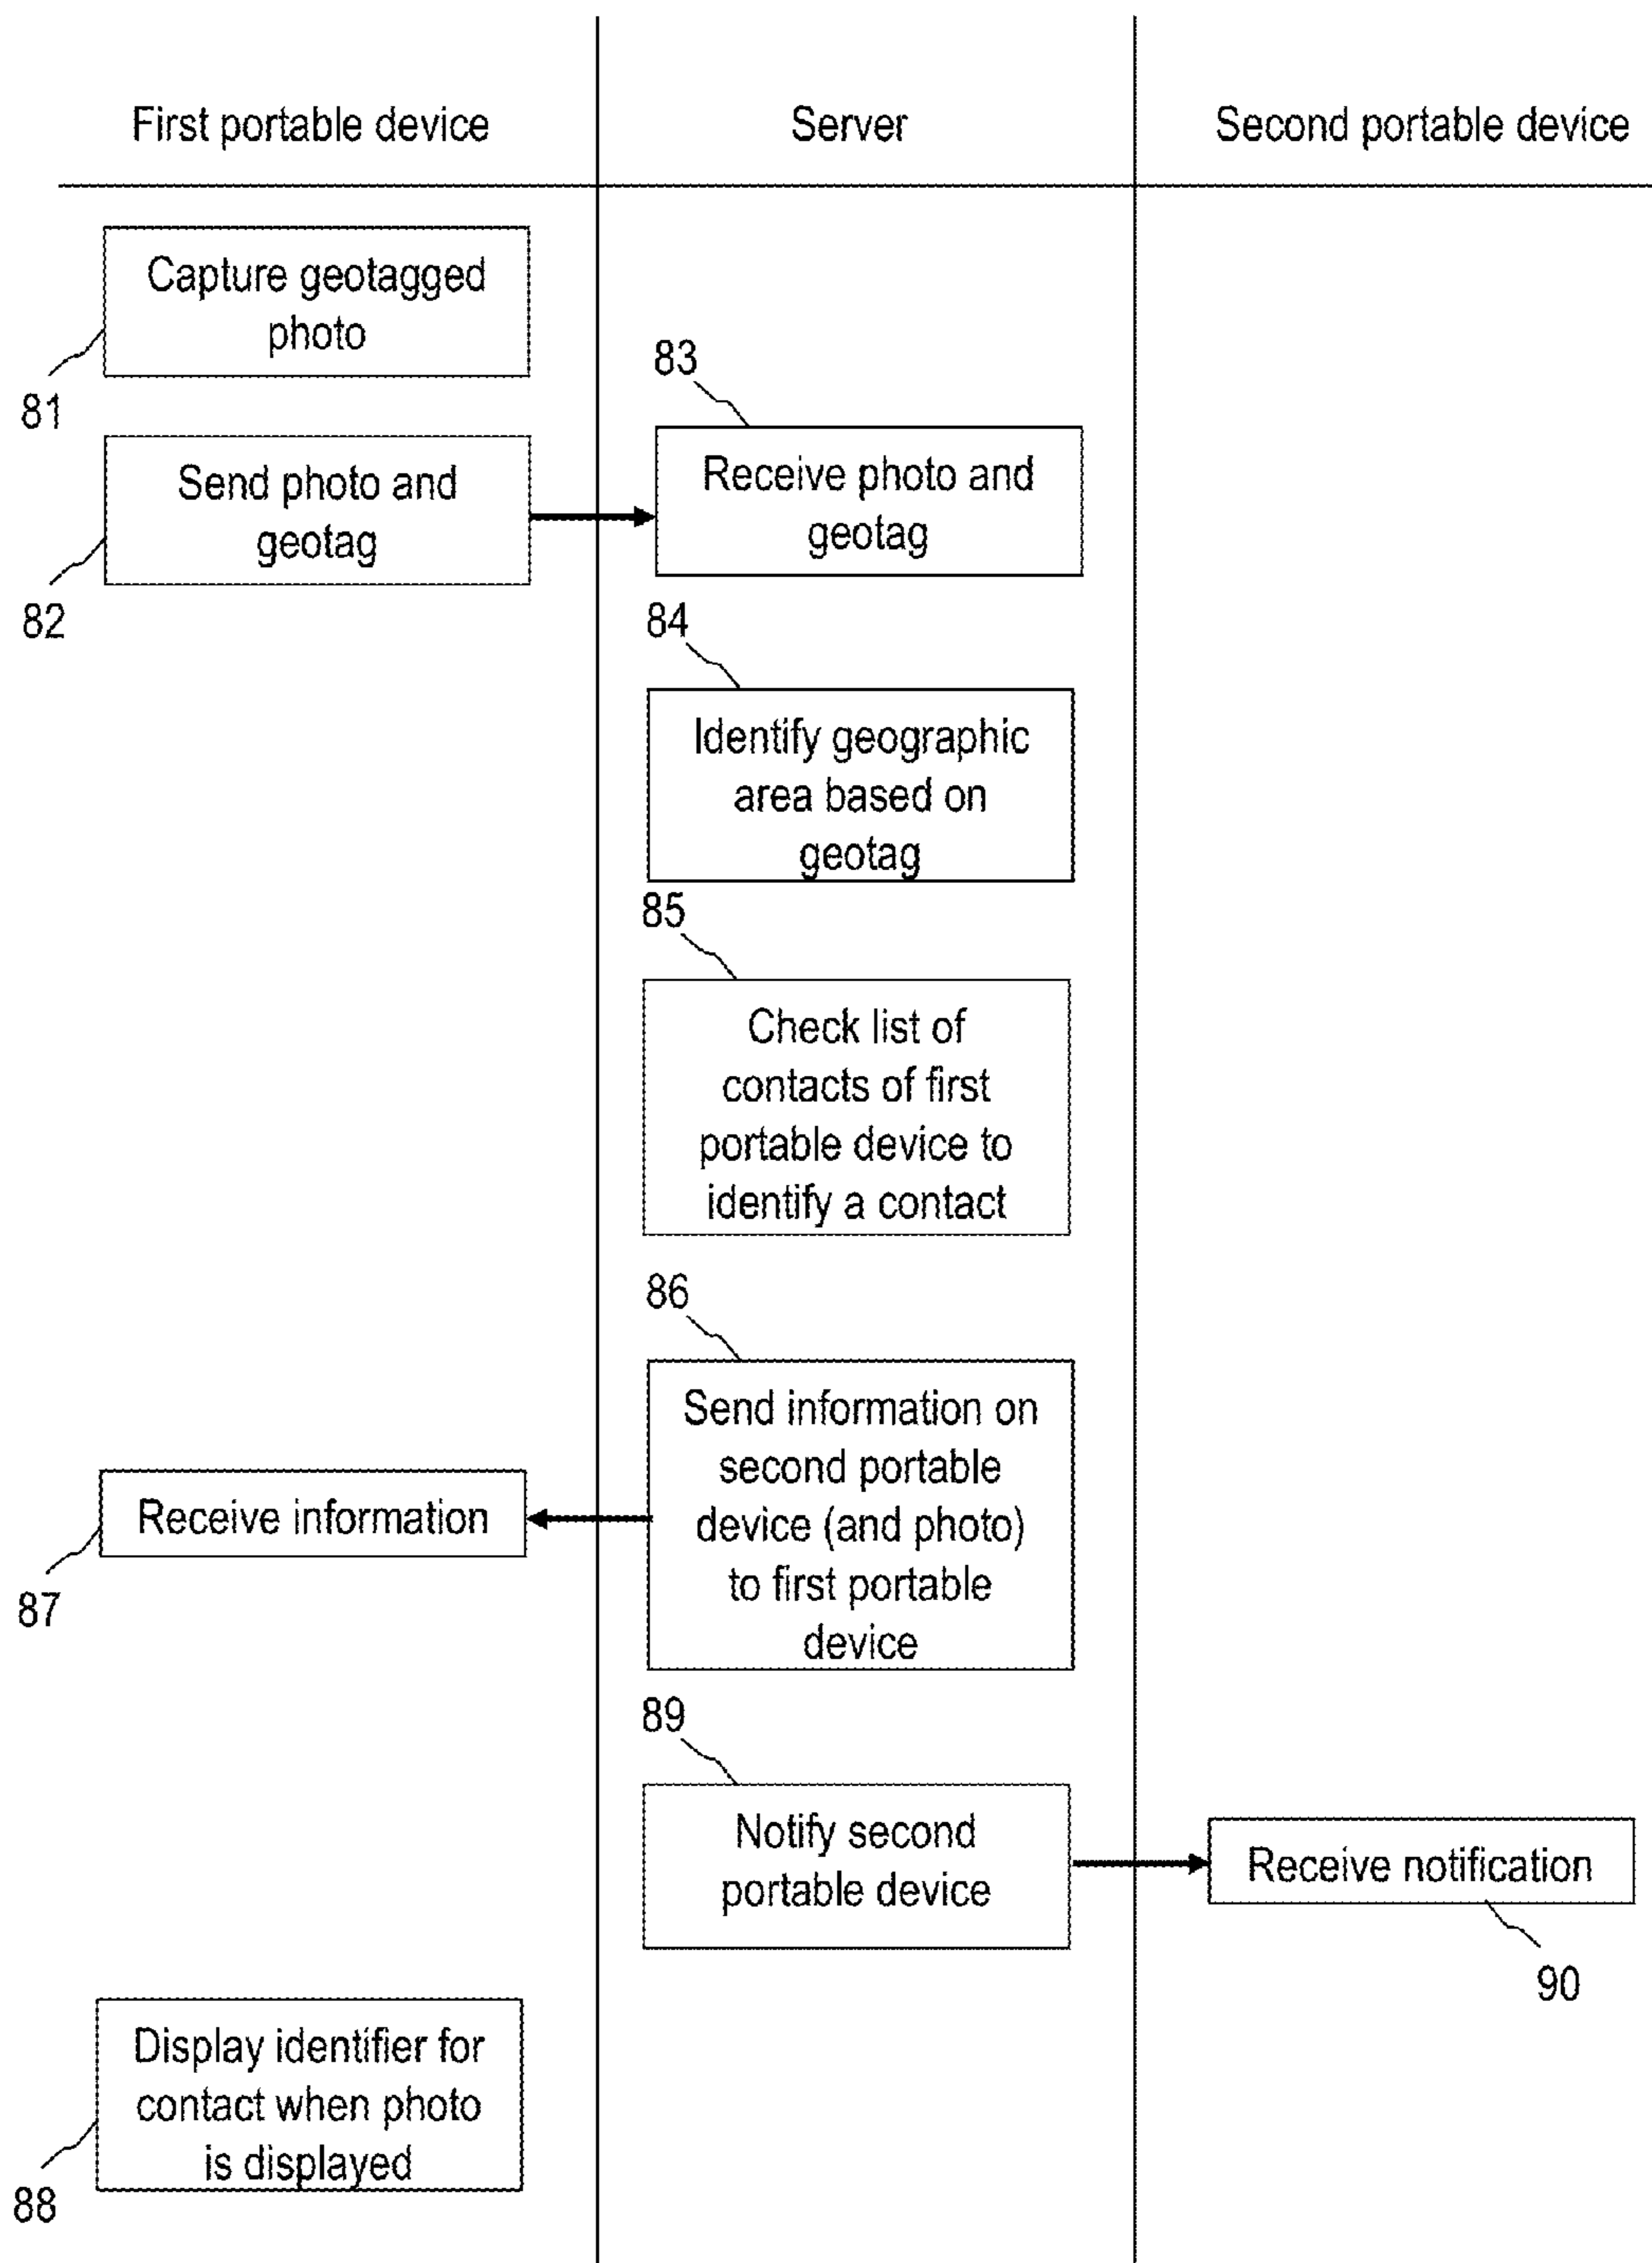 First portable device
Server
Second portable device
Capture geotagged
photo
81
83
Send photo and
geotag
82
Receive photo and
geotag
84
Identify geographic
area based on
geotag
85
Check list of
contacts of first
portable device to
identify a contact
86
Send information on
second portable
device (and photo)
to first portable
device
Receive information
87
89
Notify second
portable device
Receive notification
90
Display identifier for
contact when photo
is displayed
88